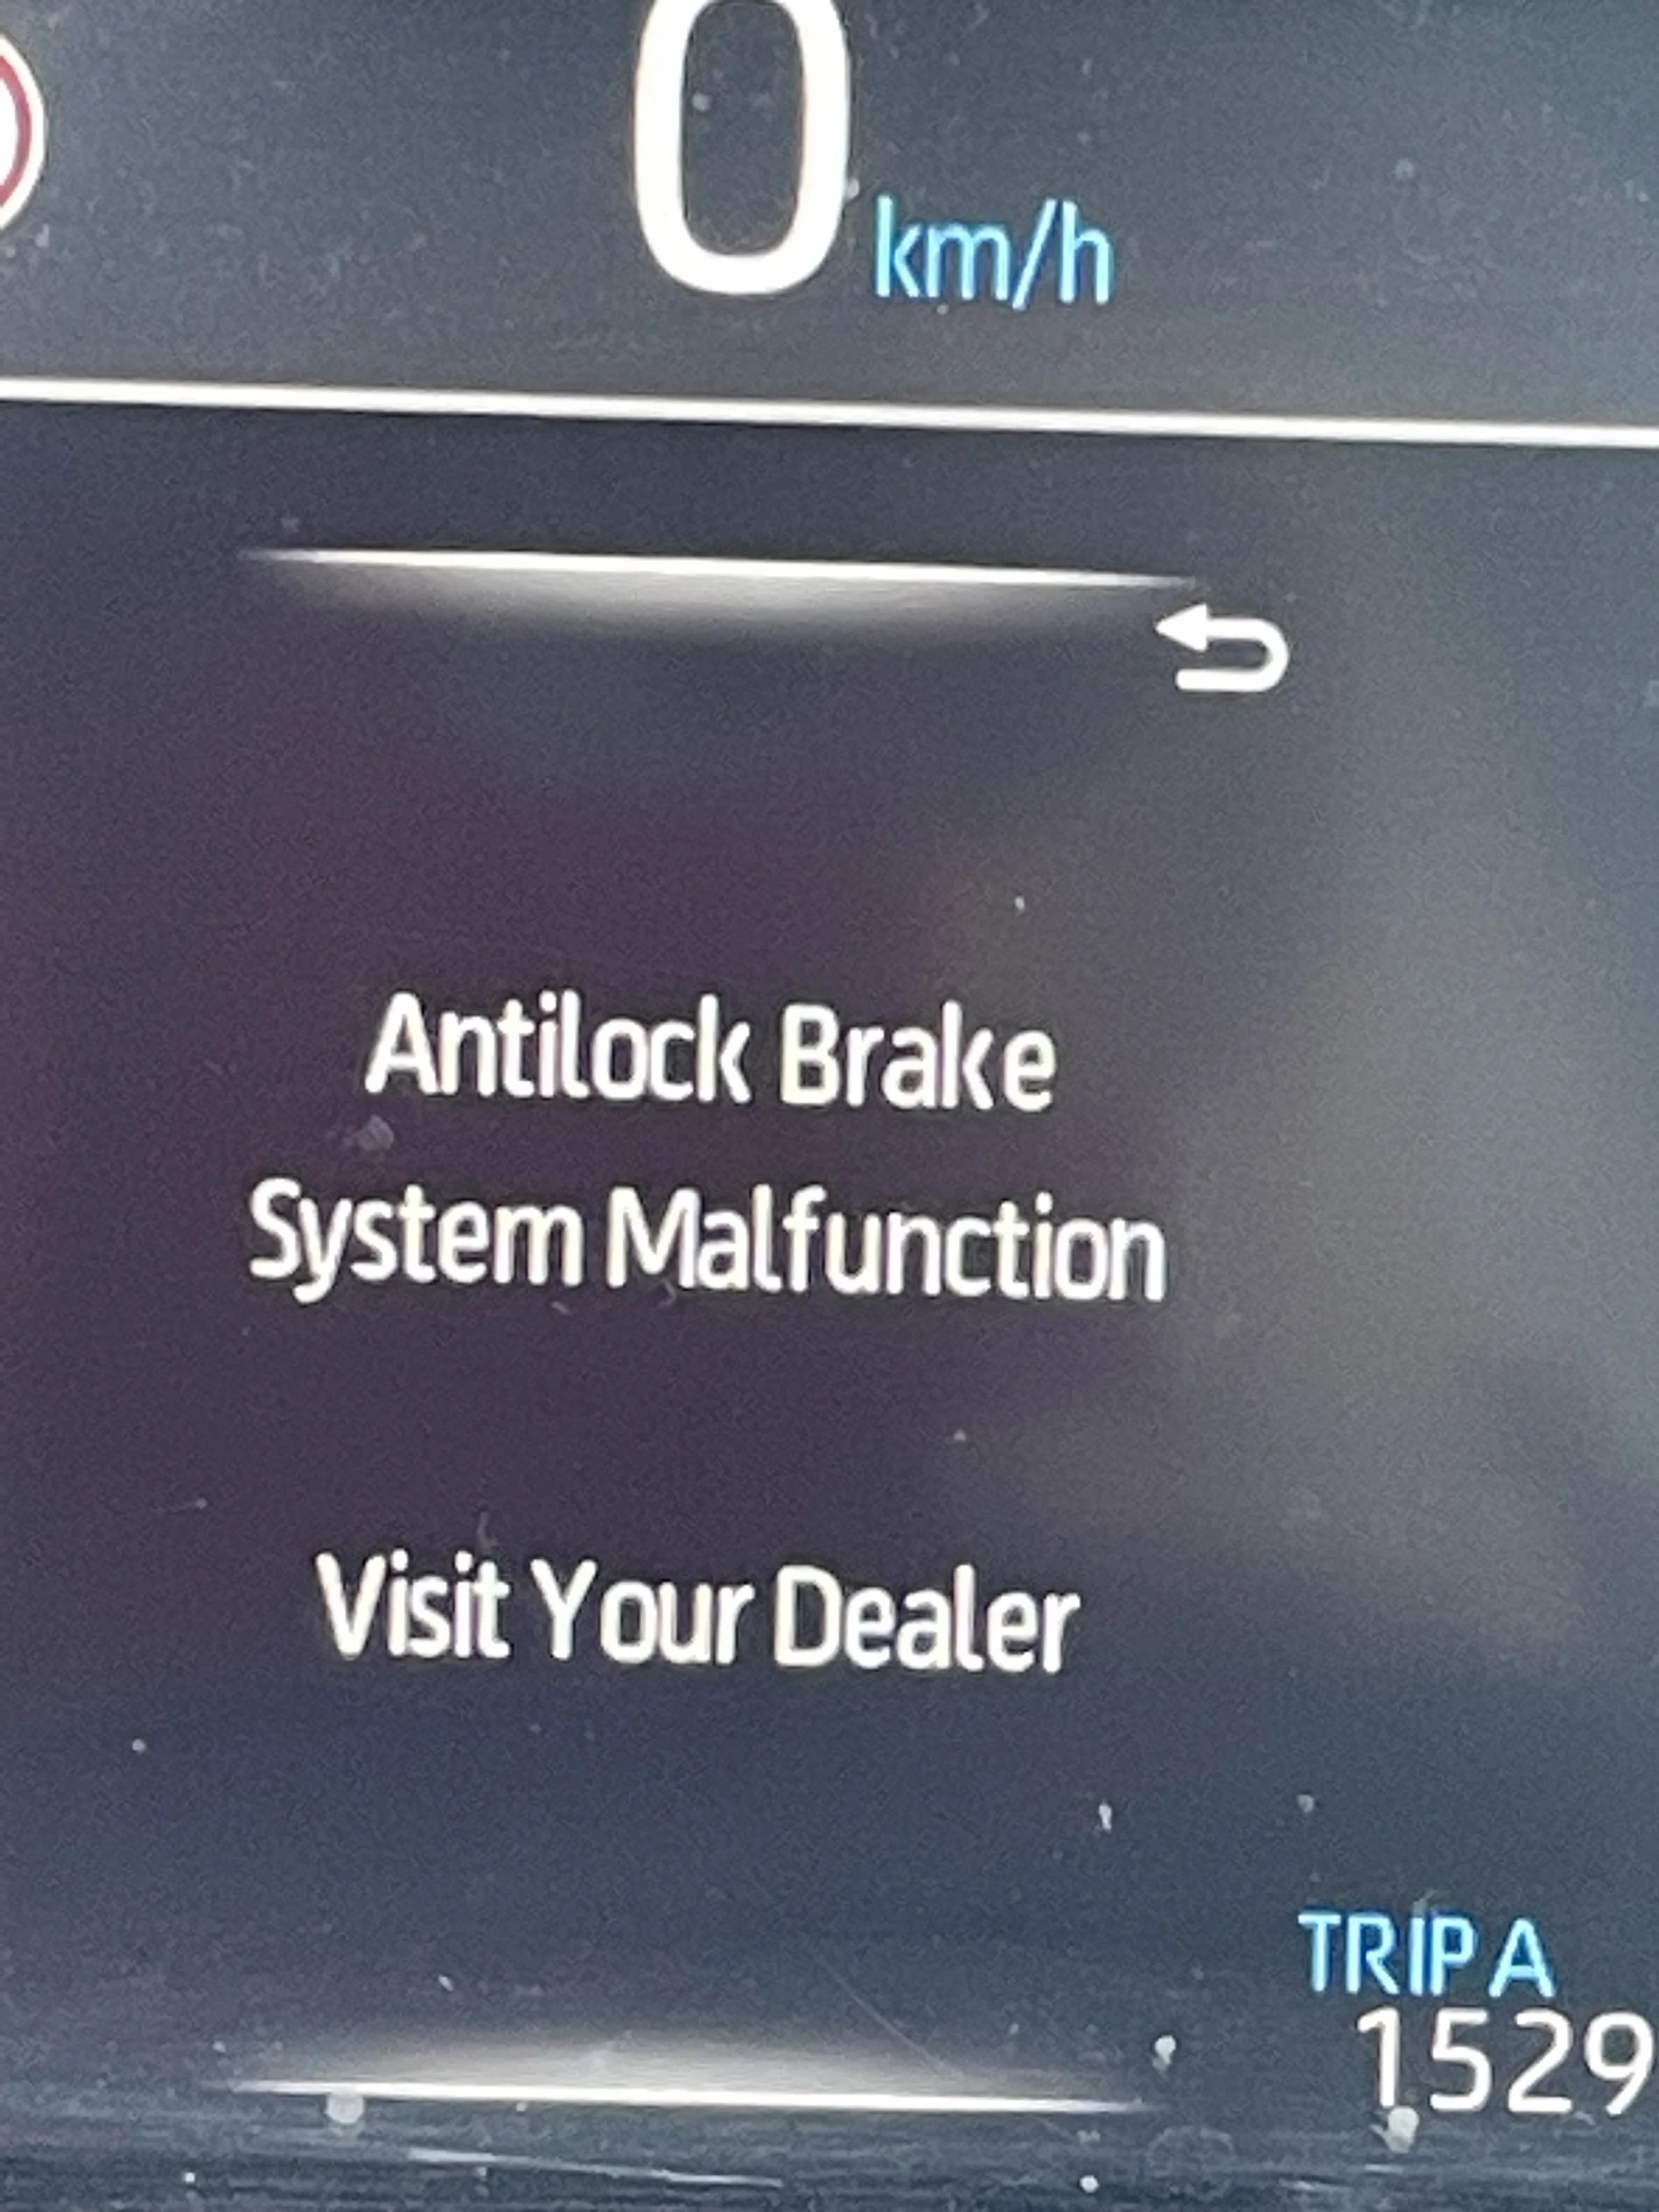 0 km/h
Antilock Brake
System Malfunction
Visit Your Dealer
TRIP A
1529